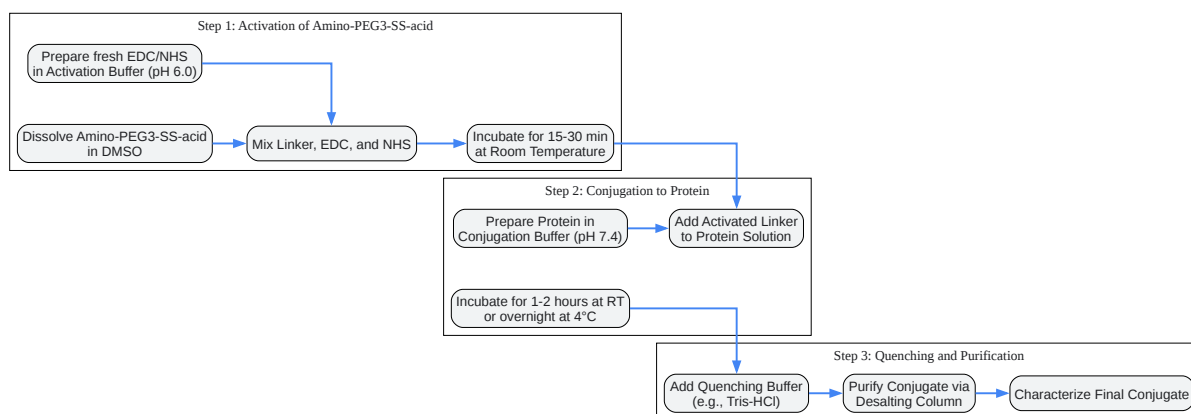 Step 1: Activation of Amino-PEG3-SS-acid
Prepare fresh EDC/NHS
in Activation Buffer (pH 6.0)
Dissolve Amino-PEG3-SS-acid
in DMSO
Mix Linker, EDC, and NHS
Incubate for 15-30 min
at Room Temperature
Step 2: Conjugation to Protein
Prepare Protein in
Conjugation Buffer (pH 7.4)
Add Activated Linker
to Protein Solution
Incubate for 1-2 hours at RT
or overnight at 4°C
Step 3: Quenching and Purification
Add Quenching Buffer
(e.g., Tris-HCl)
Purify Conjugate via
Desalting Column
Characterize Final Conjugate